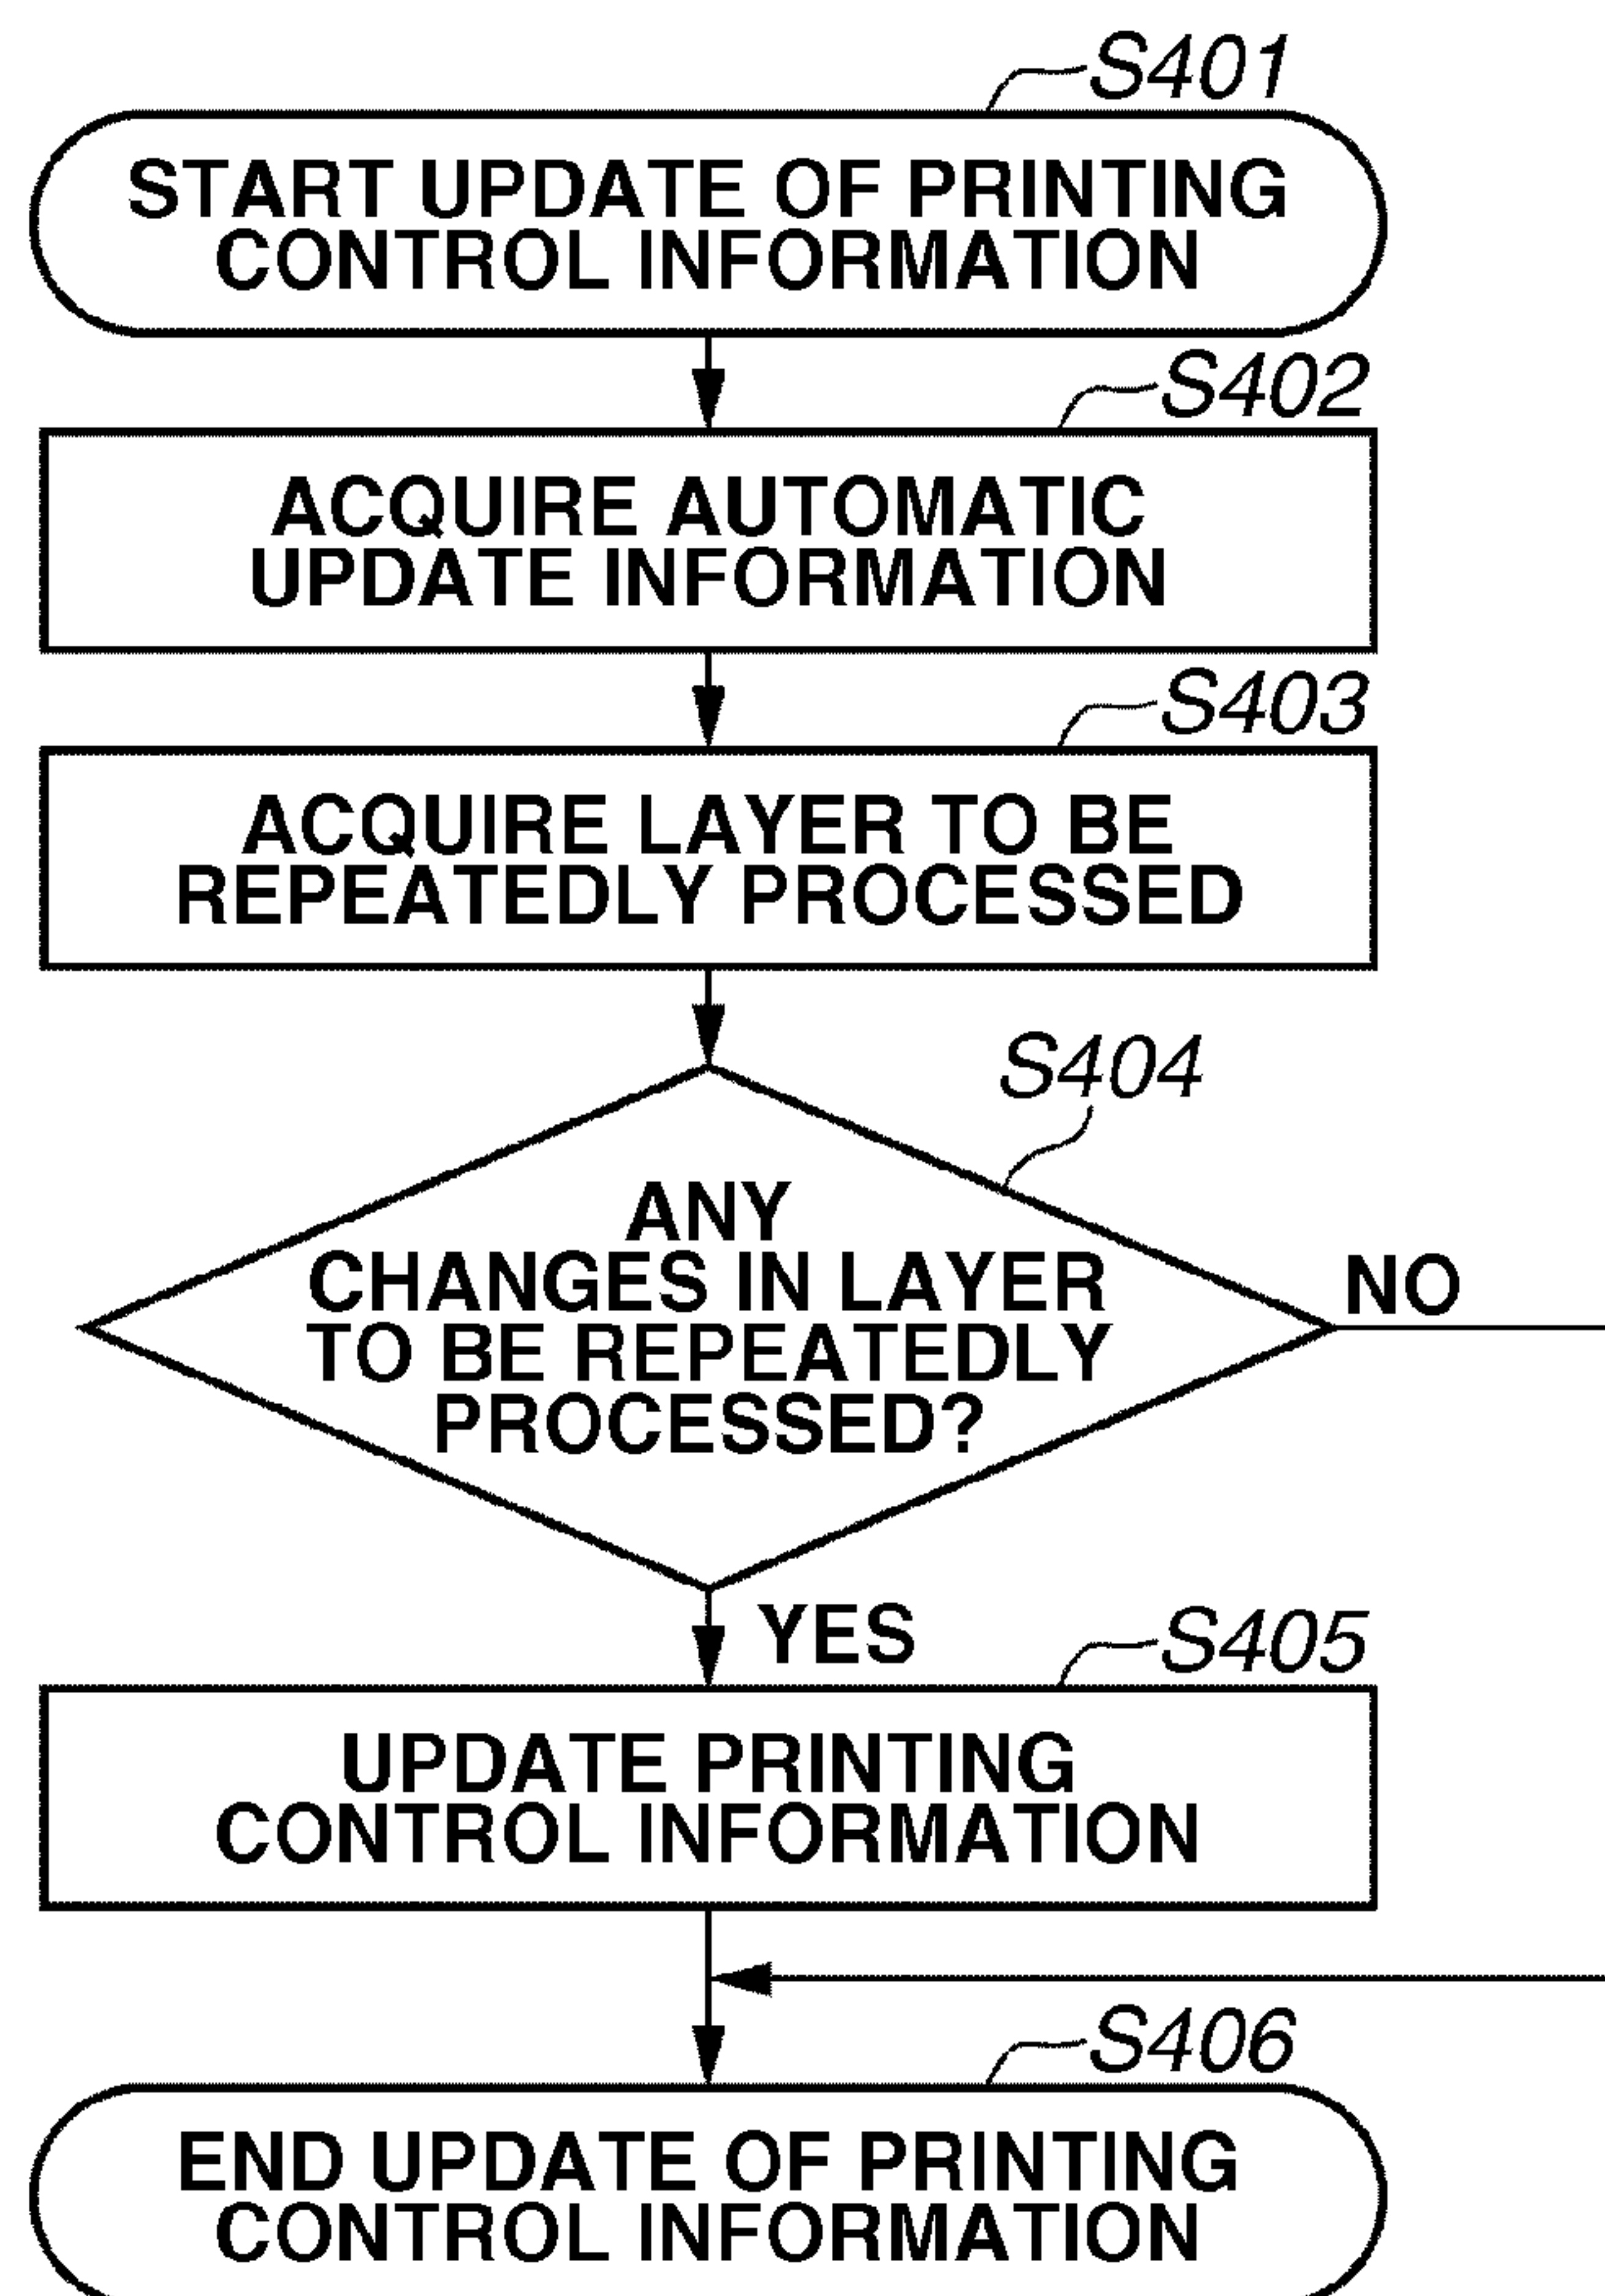 S401
START UPDATE OF PRINTING
CONTROL INFORMATION
S402
ACQUIRE AUTOMATIC
UPDATE INFORMATION
S403
ACQUIRE LAYER TO BE
REPEATEDLY PROCESSED
S404
ANY
CHANGES IN LAYER
TO BE REPEATEDLY
PROCESSED?
NO
YES
S405
UPDATE PRINTING
CONTROL INFORMATION
S406
END UPDATE OF PRINTING
CONTROL INFORMATION